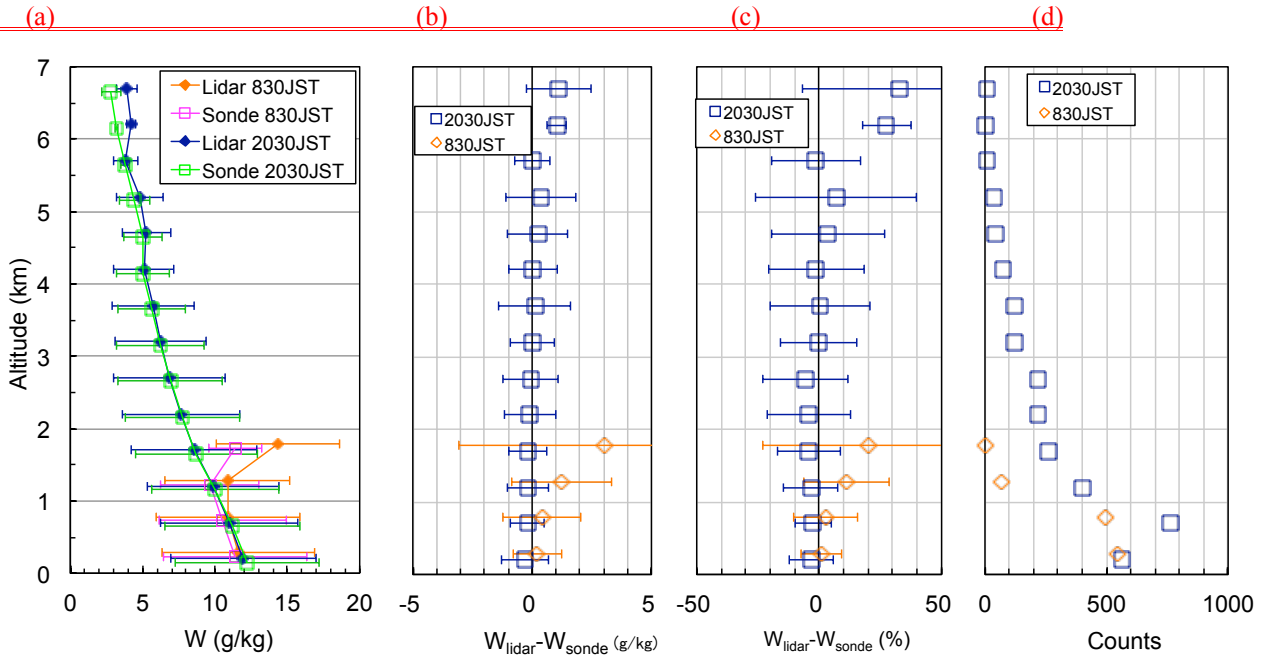 (a) (b) (c) (d)
7
6
5
4
3
2
1
0
Altitude (km)
Lidar 830JST
Sonde 830JST
Lidar 2030JST
Sonde 2030JST
0 5 10 15 20
W (g/kg)
2030JST
830JST
-5 0 5
Wlidar-Wsonde (g/kg)
2030JST
830JST
-50 0 50
Wlidar-Wsonde (%)
2030JST
830JST
0 500 1000
Counts